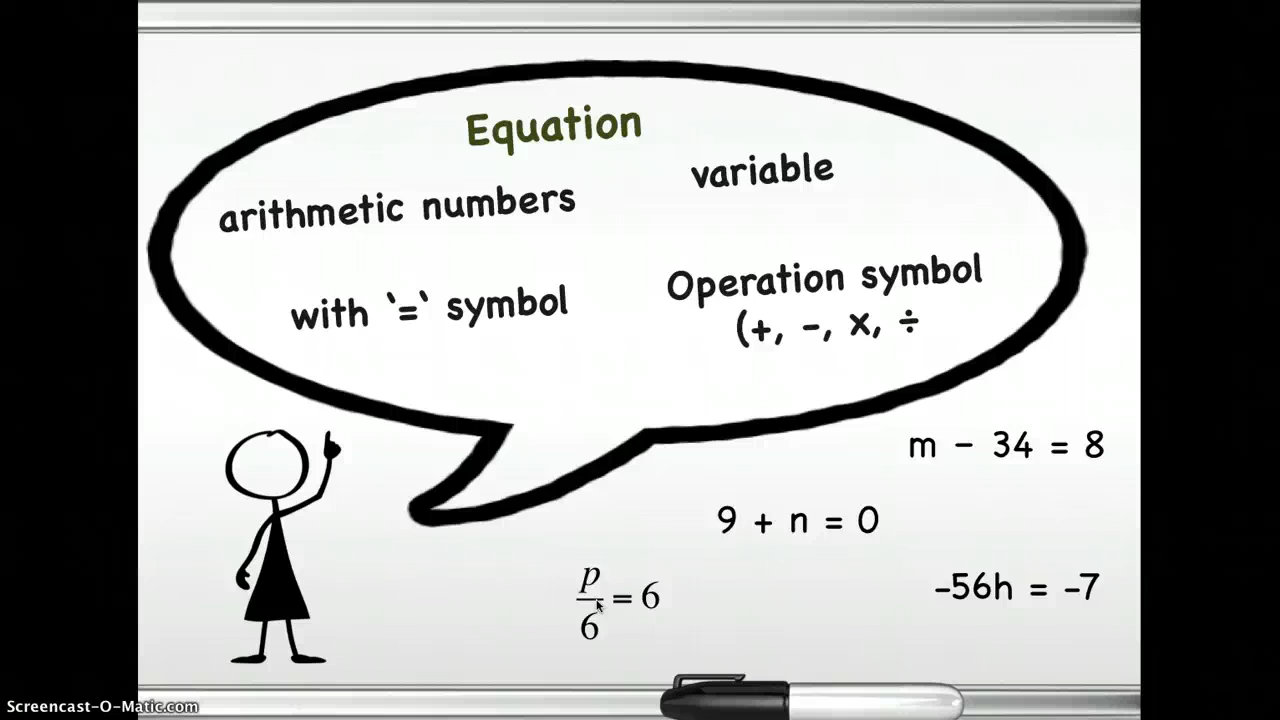 Equation
variable
arithmetic numbers
Operation symbol
with ‘=‘ symbol
(+, -, x, ÷
m - 34 = 8
9 + n = 0
p
6
= 6
-56h = -7
Screencast-O-Matic.com